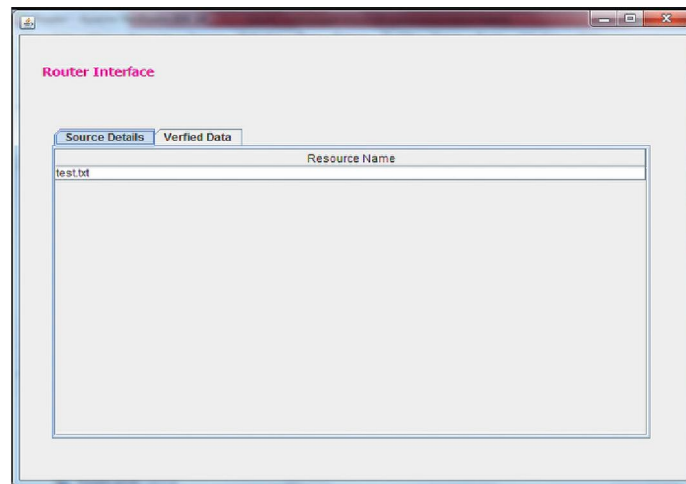 Router Interface
Source Details Verfied Data
Resource Name
test.txt